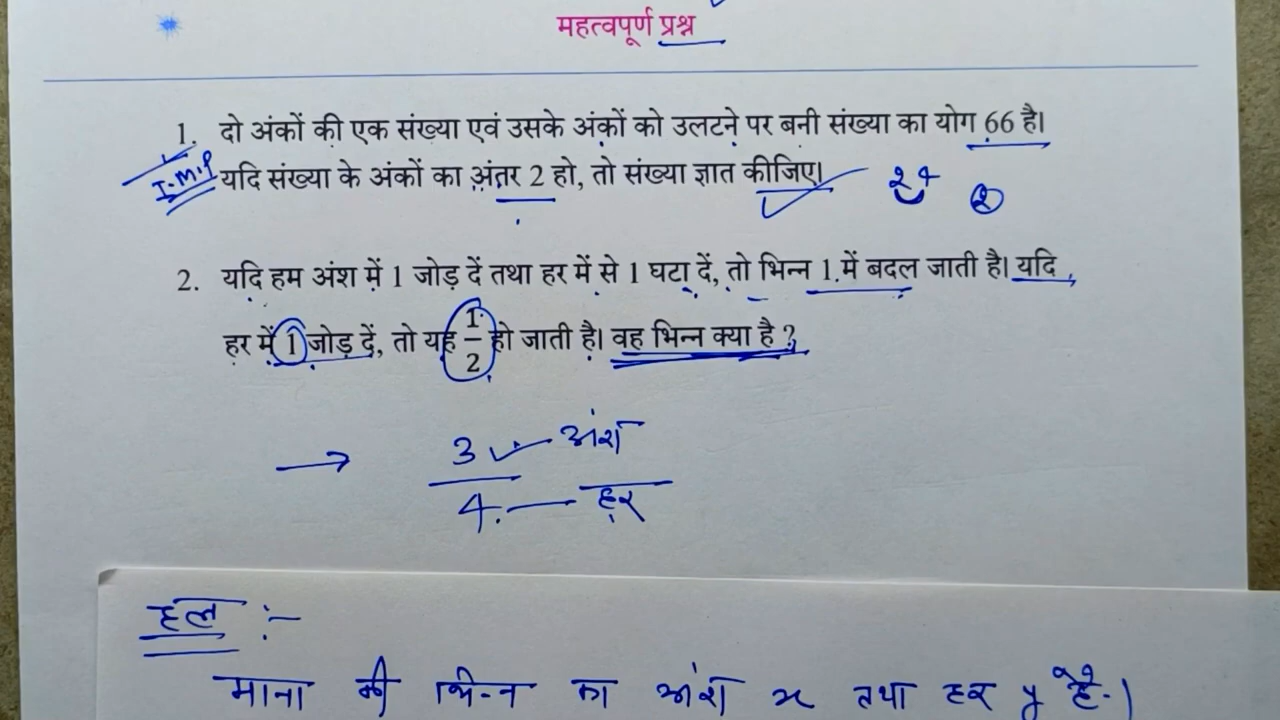 महत्वपूर्ण प्रश्न
1. दो अंकों की एक संख्या एवं उसके अंकों को उलटने पर बनी संख्या का योग 66 है।
I.M.P यदि संख्या के अंकों का अंतर 2 हो, तो संख्या ज्ञात कीजिए।
2. यदि हम अंश में 1 जोड़ दें तथा हर में से 1 घटा दें, तो भिन्न 1 में बदल जाती है। यदि
हर में 1 जोड़ दें, तो यह 1/2 हो जाती है। वह भिन्न क्या है ?
→ 3 — अंश
4. — हर
हल :-
माना की भिन्न का अंश x तथा हर y है।